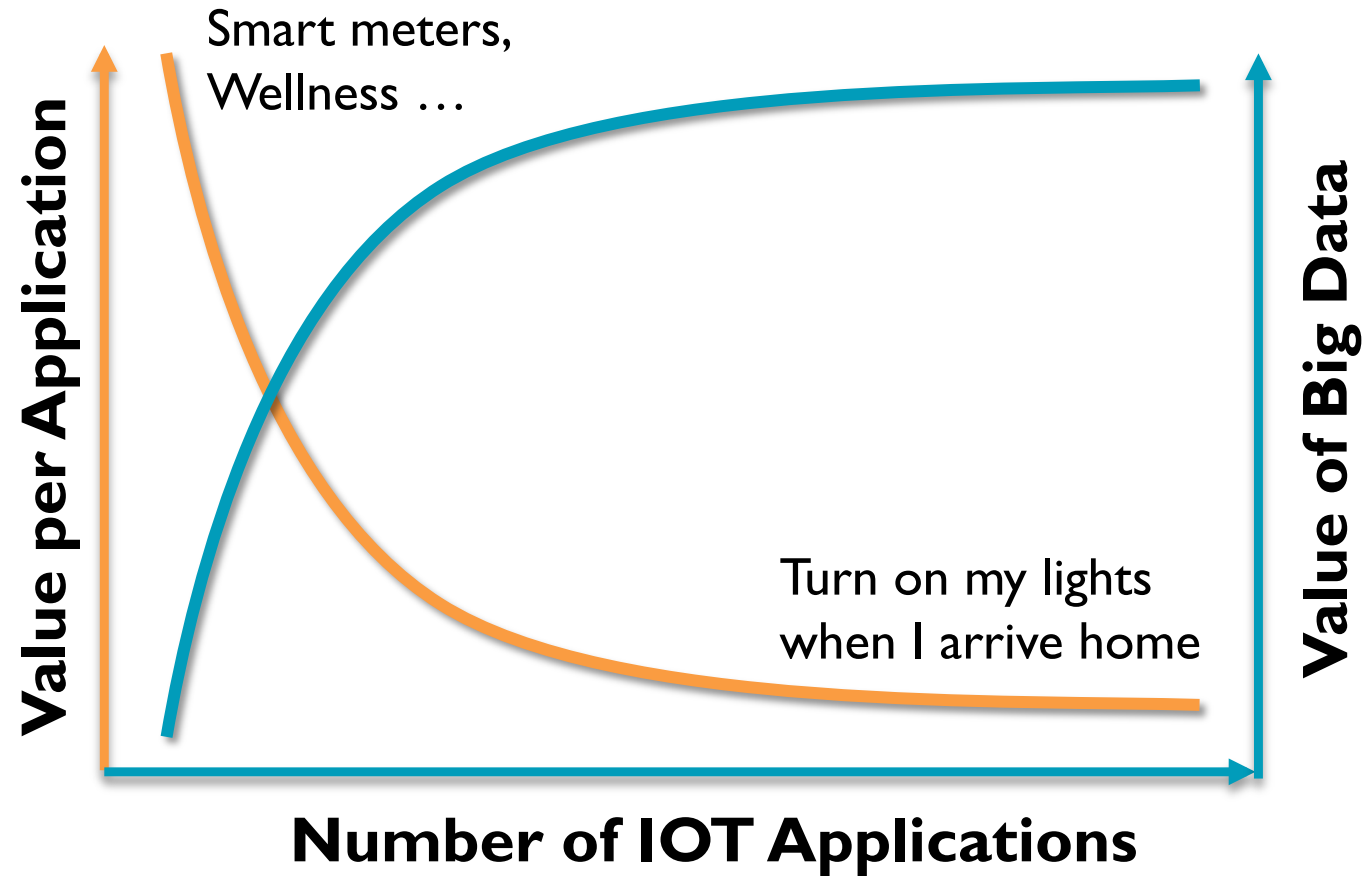 Smart meters,
Wellness …
Value per Application
Value of Big Data
Turn on my lights
when I arrive home
Number of IOT Applications